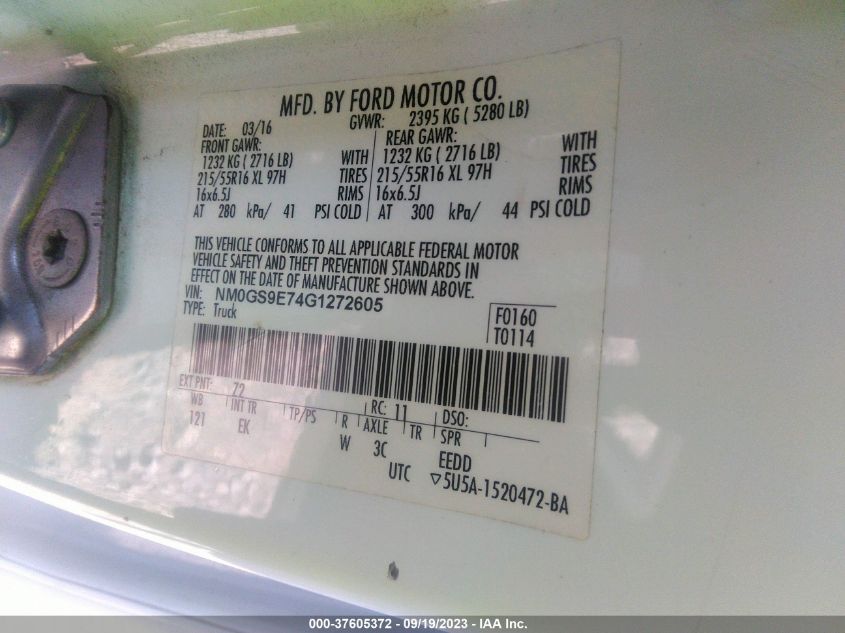 MFD. BY FORD MOTOR CO.
DATE: 03/16 GVWR: 2395 KG ( 5280 LB)
FRONT GAWR: REAR GAWR:
1232 KG ( 2716 LB) WITH 1232 KG ( 2716 LB) WITH
215/55R16 XL 97H TIRES 215/55R16 XL 97H TIRES
16x6.5J RIMS 16x6.5J RIMS
AT 280 kPa/ 41 PSI COLD AT 300 kPa/ 44 PSI COLD
THIS VEHICLE CONFORMS TO ALL APPLICABLE FEDERAL MOTOR
VEHICLE SAFETY AND THEFT PREVENTION STANDARDS IN
EFFECT ON THE DATE OF MANUFACTURE SHOWN ABOVE.
VIN: NM0GS9E74G1272605
TYPE: Truck
F0160
T0114
EXT PNT: 72 RC: 11 DSO:
WB INT TR TP/PS R AXLE TR SPR
121 EK W 3C EEDD
UTC ▽5U5A-1520472-BA
000-37605372 - 09/19/2023 - IAA Inc.